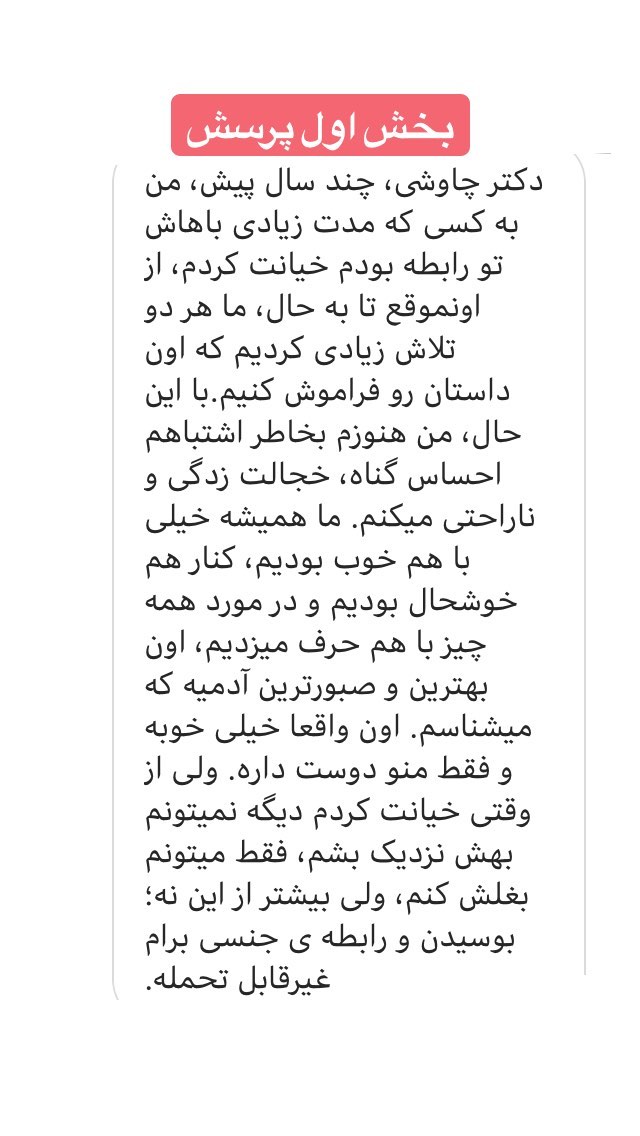 بخش اول پرسش
دکتر چاوشی، چند سال پیش، من
به کسی که مدت زیادی باهاش
تو رابطه بودم خیانت کردم، از
اونموقع تا به حال، ما هر دو
تلاش زیادی کردیم که اون
داستان رو فراموش کنیم.با این
حال، من هنوزم بخاطر اشتباهم
احساس گناه، خجالت زدگی و
ناراحتی میکنم. ما همیشه خیلی
با هم خوب بودیم، کنار هم
خوشحال بودیم و در مورد همه
چیز با هم حرف میزدیم، اون
بهترین و صبورترین آدمیه که
میشناسم. اون واقعا خیلی خوبه
و فقط منو دوست داره. ولی از
وقتی خیانت کردم دیگه نمیتونم
بهش نزدیک بشم، فقط میتونم
بغلش کنم، ولی بیشتر از این نه؛
بوسیدن و رابطه ی جنسی برام
غیرقابل تحمله.